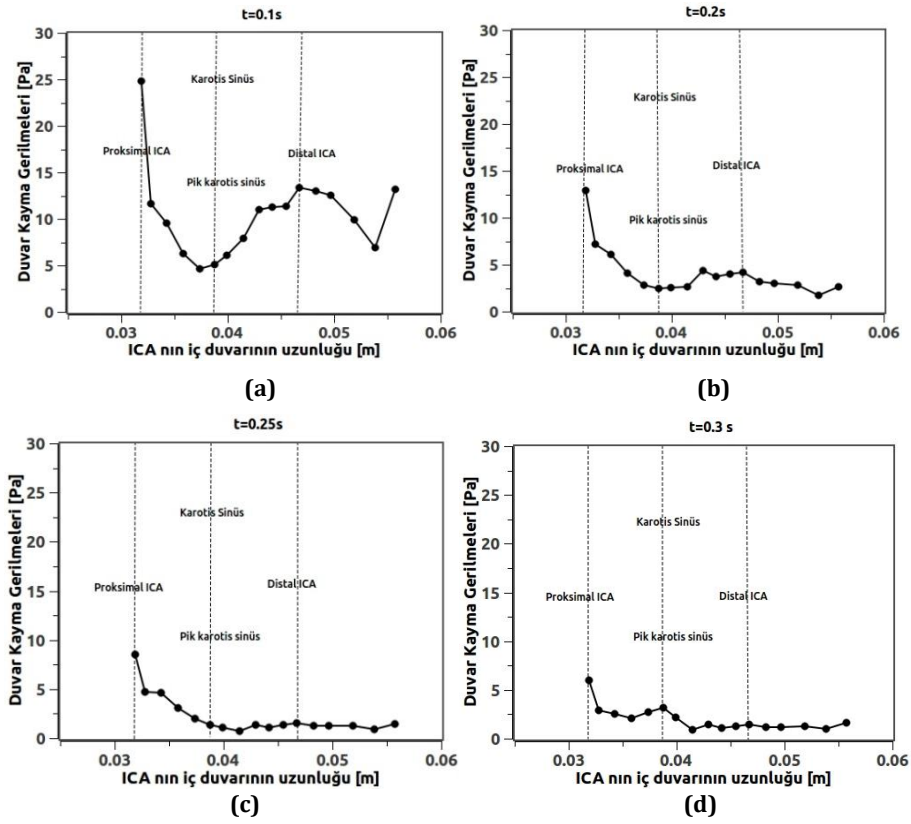 t=0.1s
Duvar Kayma Gerilmeleri [Pa]
30
25
20
15
10
5
0
Karotis Sinüs
Proksimal ICA
Distal ICA
Pik karotis sinüs
0.03 0.04 0.05 0.06
ICA nın iç duvarının uzunluğu [m]
(a)
t=0.2s
Duvar Kayma Gerilmeleri [Pa]
30
25
20
15
10
5
0
Karotis Sinüs
Proksimal ICA
Distal ICA
Pik karotis sinüs
0.03 0.04 0.05 0.06
ICA nın iç duvarının uzunluğu [m]
(b)
t=0.25s
Duvar Kayma Gerilmeleri [Pa]
30
25
20
15
10
5
0
Karotis Sinüs
Proksimal ICA
Distal ICA
Pik karotis sinüs
0.03 0.04 0.05 0.06
ICA nın iç duvarının uzunluğu [m]
(c)
t=0.3 s
Duvar Kayma Gerilmeleri [Pa]
30
25
20
15
10
5
0
Karotis Sinüs
Proksimal ICA
Distal ICA
Pik karotis sinüs
0.03 0.04 0.05 0.06
ICA nın iç duvarının uzunluğu [m]
(d)